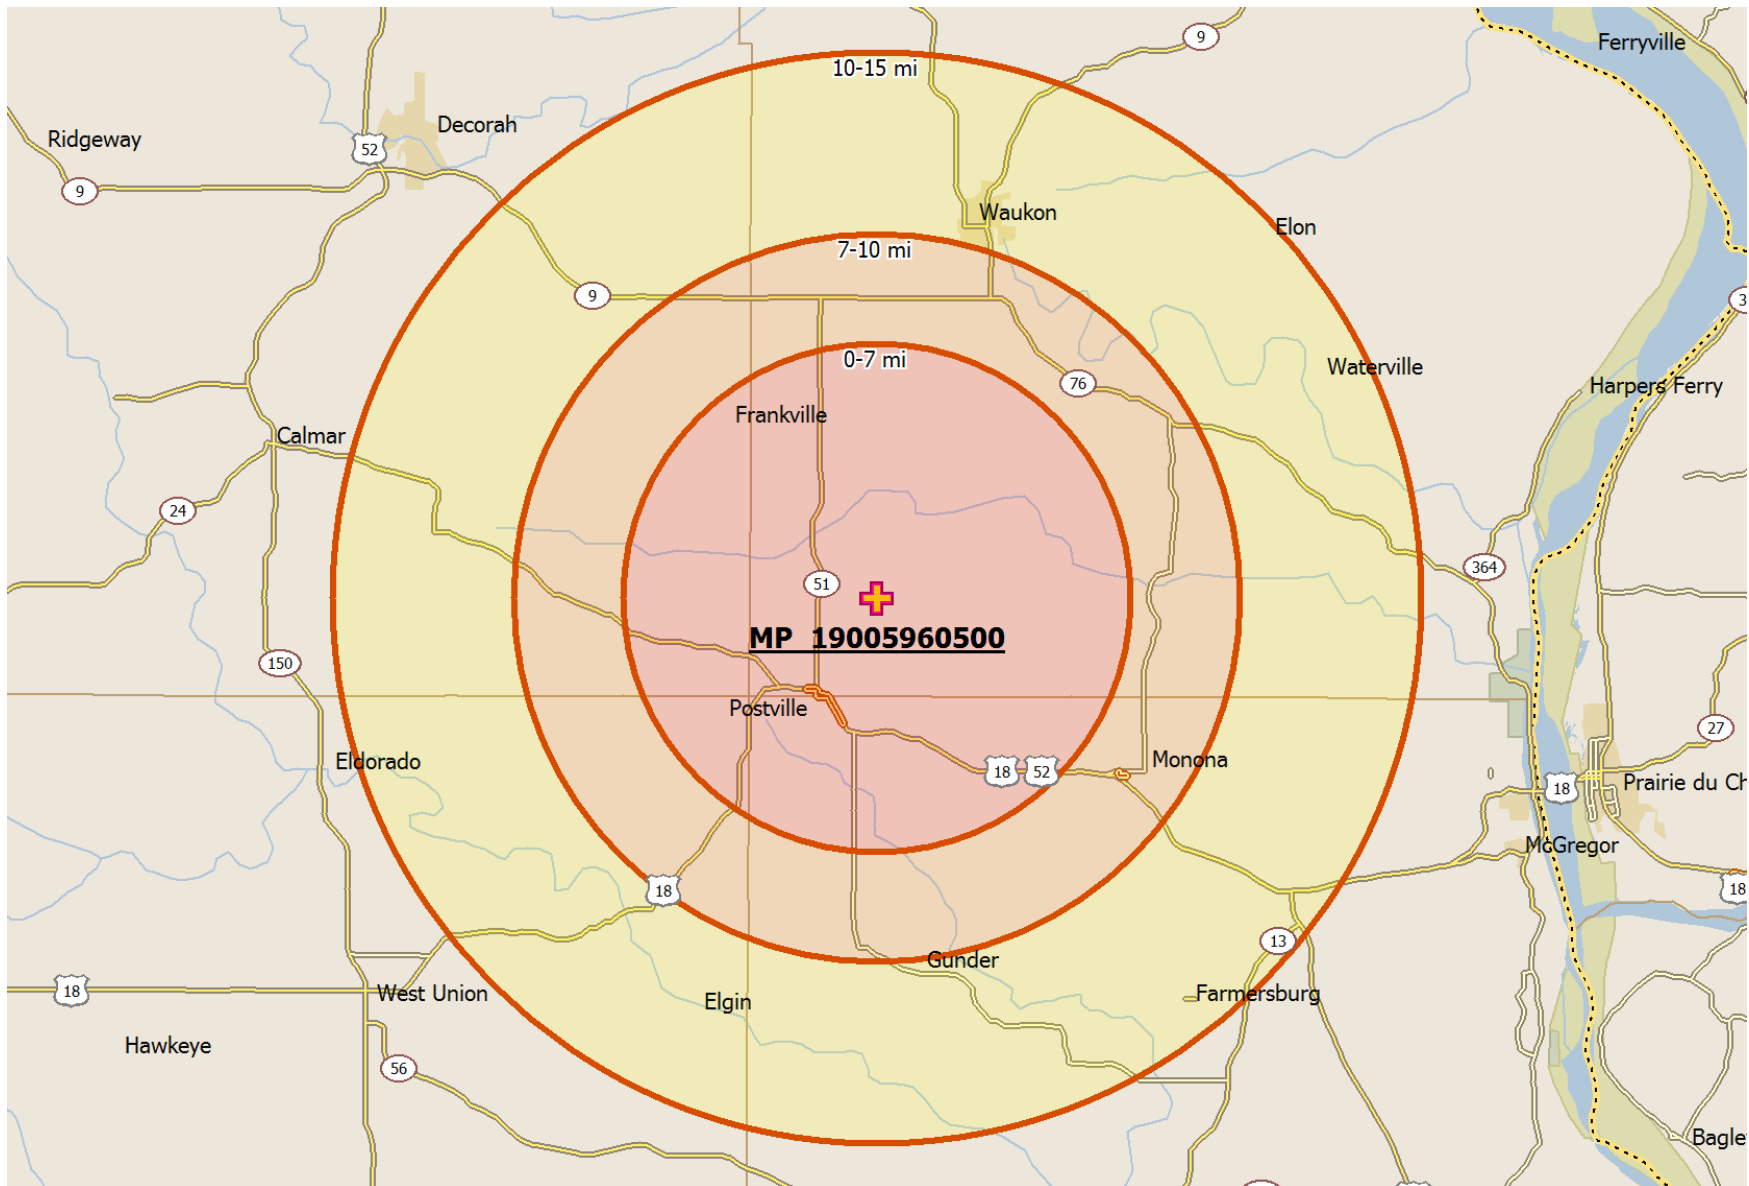 9
Ferryville
10-15 mi
Decorah
Ridgeway
52
9
Waukon
Elon
7-10 mi
9
3
0-7 mi
Waterville
76
Harpers Ferry
Frankville
Calmar
24
364
51
MP 19005960500
150
Postville
27
Eldorado
Monona
18
52
Prairie du Ch
18
McGregor
18
18
13
Gunder
18
West Union
Elgin
Farmersburg
Hawkeye
56
Bagle